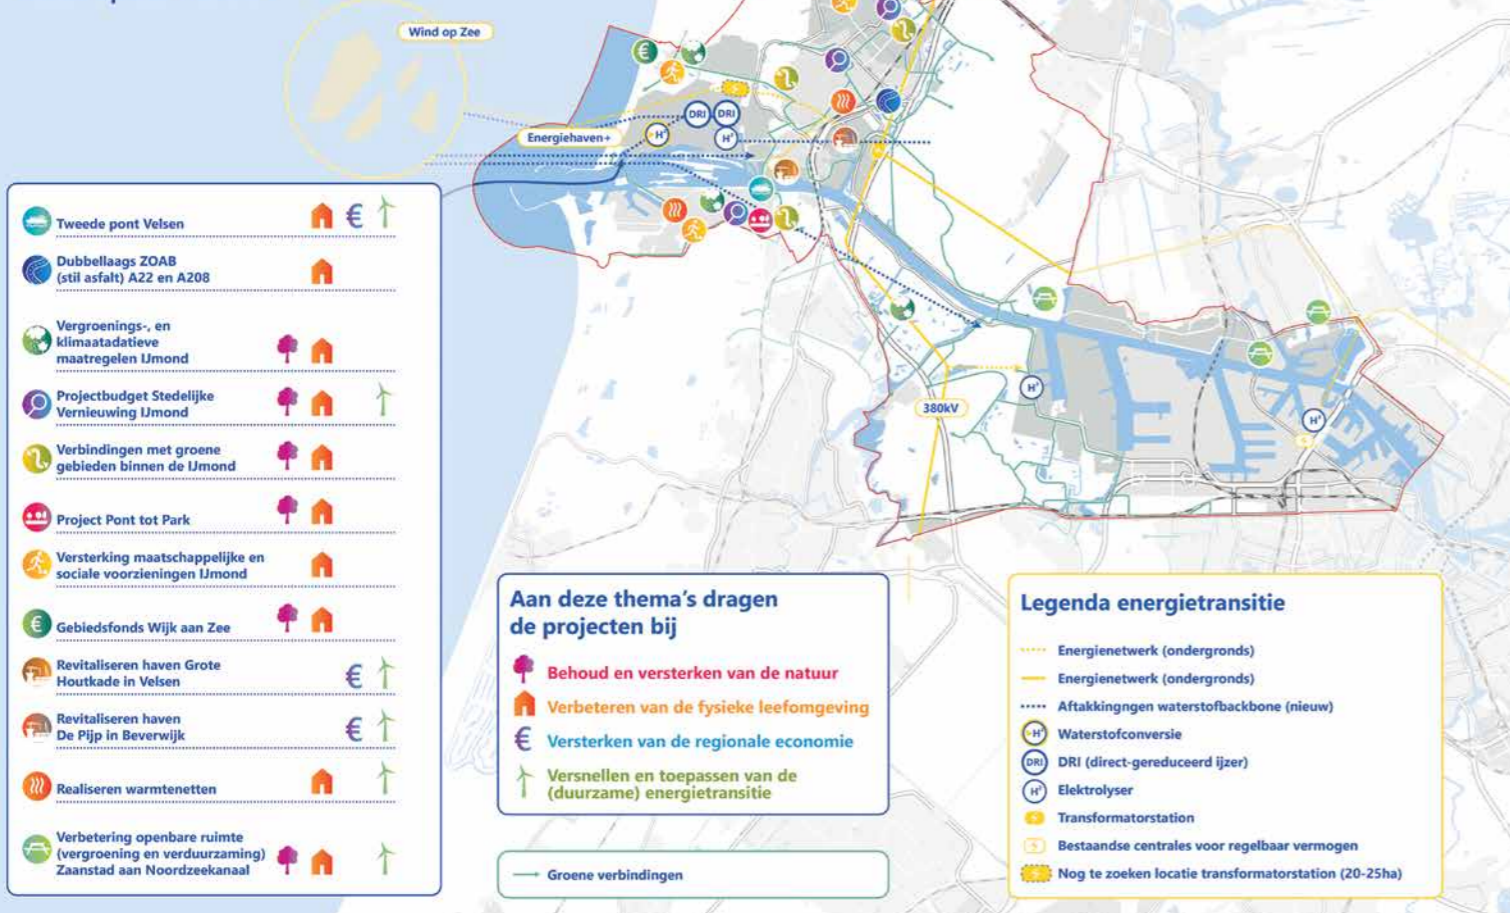 Wind op Zee
Energiehaven+
DRI
DRI
H²
H²
380kV
H²
H²
Tweede pont Velsen
Dubbellaags ZOAB
(stil asfalt) A22 en A208
Vergroenings-, en
klimaatadatieve
maatregelen IJmond
Projectbudget Stedelijke
Vernieuwing IJmond
Verbindingen met groene
gebieden binnen de IJmond
Project Pont tot Park
Versterking maatschappelijke en
sociale voorzieningen IJmond
Gebiedsfonds Wijk aan Zee
Revitaliseren haven Grote
Houtkade in Velsen
Revitaliseren haven
De Pijp in Beverwijk
Realiseren warmtenetten
Verbetering openbare ruimte
(vergroening en verduurzaming)
Zaanstad aan Noordzeekanaal
Aan deze thema's dragen
de projecten bij
Behoud en versterken van de natuur
Verbeteren van de fysieke leefomgeving
€ Versterken van de regionale economie
Versnellen en toepassen van de
(duurzame) energietransitie
Groene verbindingen
Legenda energietransitie
Energienetwerk (ondergronds)
Energienetwerk (ondergronds)
Aftakkingngen waterstofbackbone (nieuw)
H² Waterstofconversie
DRI DRI (direct-gereduceerd ijzer)
H² Elektrolyser
Transformatorstation
Bestaandse centrales voor regelbaar vermogen
Nog te zoeken locatie transformatorstation (20-25ha)